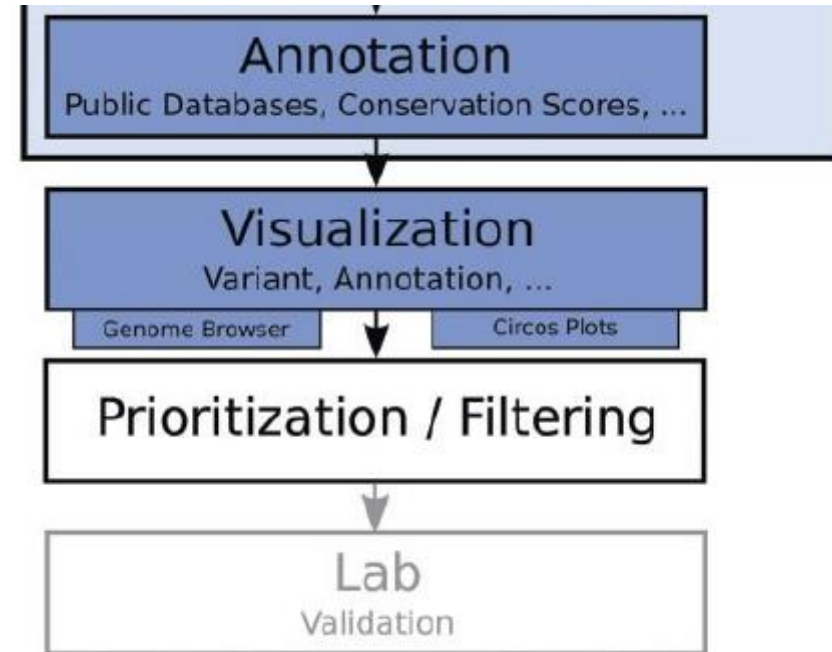 Annotation
Public Databases, Conservation Scores, ...
Visualization
Variant, Annotation, ...
Genome Browser
Circos Plots
Prioritization / Filtering
Lab
Validation